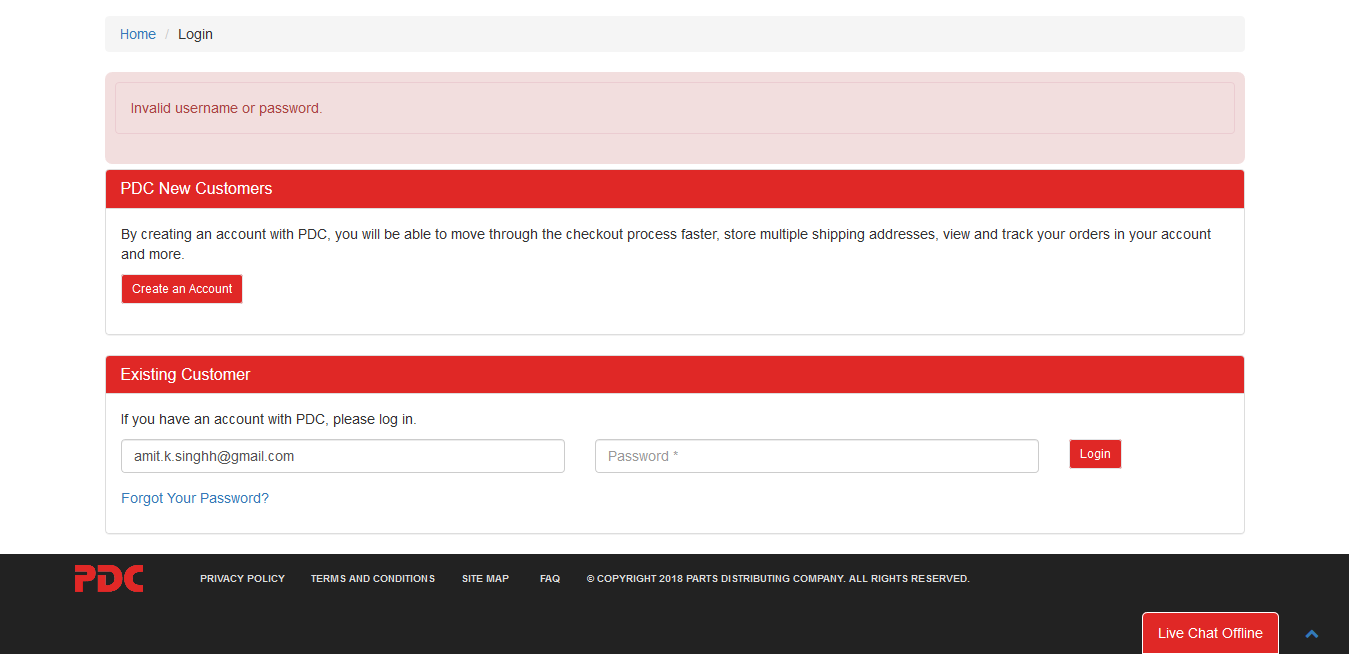 Home / Login
Invalid username or password.
PDC New Customers
By creating an account with PDC, you will be able to move through the checkout process faster, store multiple shipping addresses, view and track your orders in your account
and more.
Create an Account
Existing Customer
If you have an account with PDC, please log in.
amit.k.singhh@gmail.com Password * Login
Forgot Your Password?
PDC PRIVACY POLICY TERMS AND CONDITIONS SITE MAP FAQ © COPYRIGHT 2018 PARTS DISTRIBUTING COMPANY. ALL RIGHTS RESERVED.
Live Chat Offline